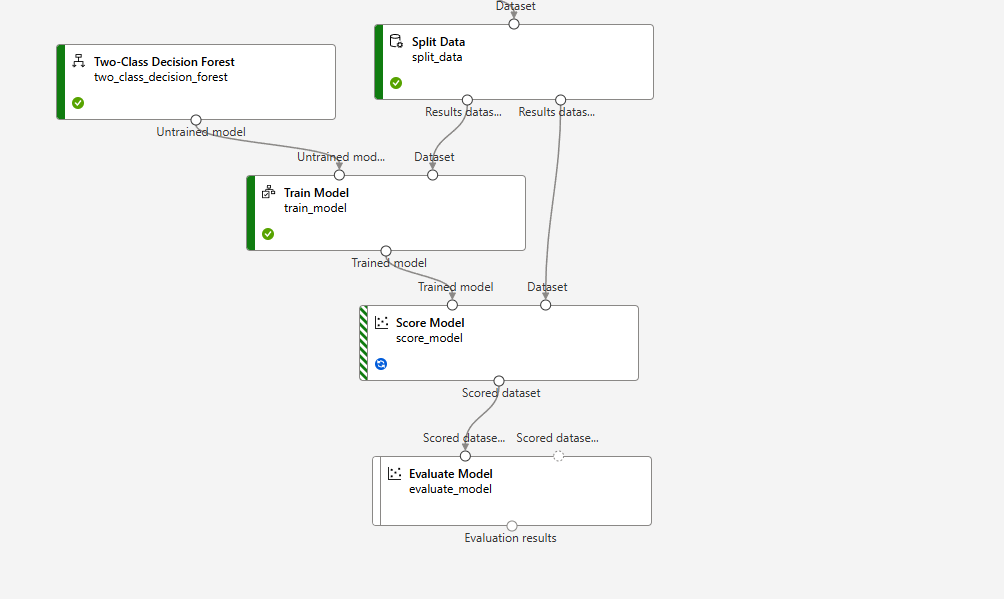 Dataset
Split Data
split_data
Two-Class Decision Forest
two_class_decision_forest
Results datas...
Results datas...
Untrained model
Untrained mod...
Dataset
Train Model
train_model
Trained model
Trained model
Dataset
Score Model
score_model
Scored dataset
Scored datase...
Scored datase...
Evaluate Model
evaluate_model
Evaluation results